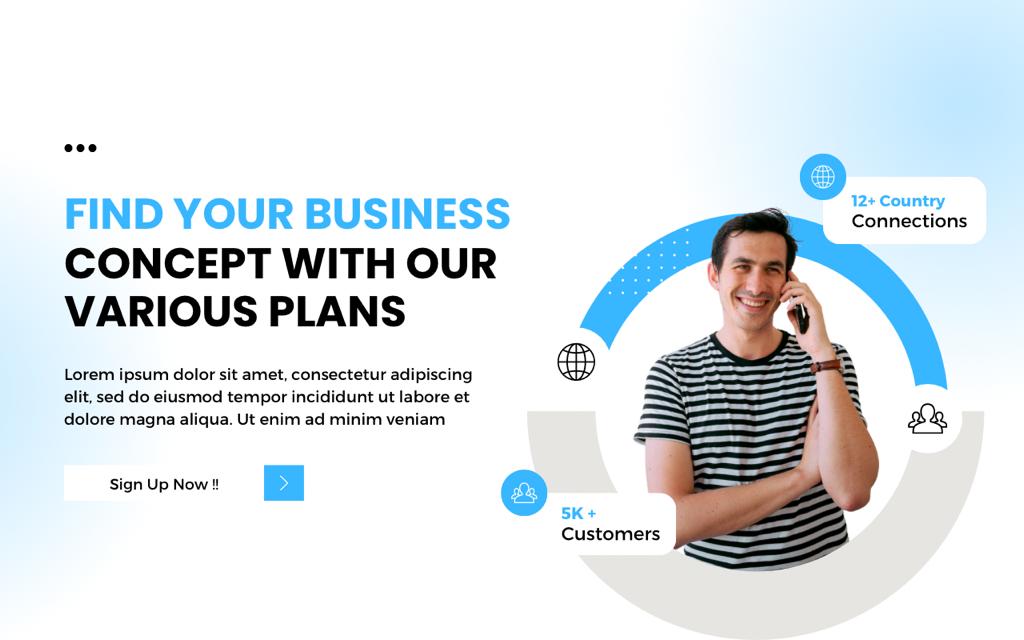 FIND YOUR BUSINESS
CONCEPT WITH OUR
VARIOUS PLANS
Lorem ipsum dolor sit amet, consectetur adipiscing
elit, sed do eiusmod tempor incididunt ut labore et
dolore magna aliqua. Ut enim ad minim veniam
Sign Up Now !!
12+ Country
Connections
5K +
Customers